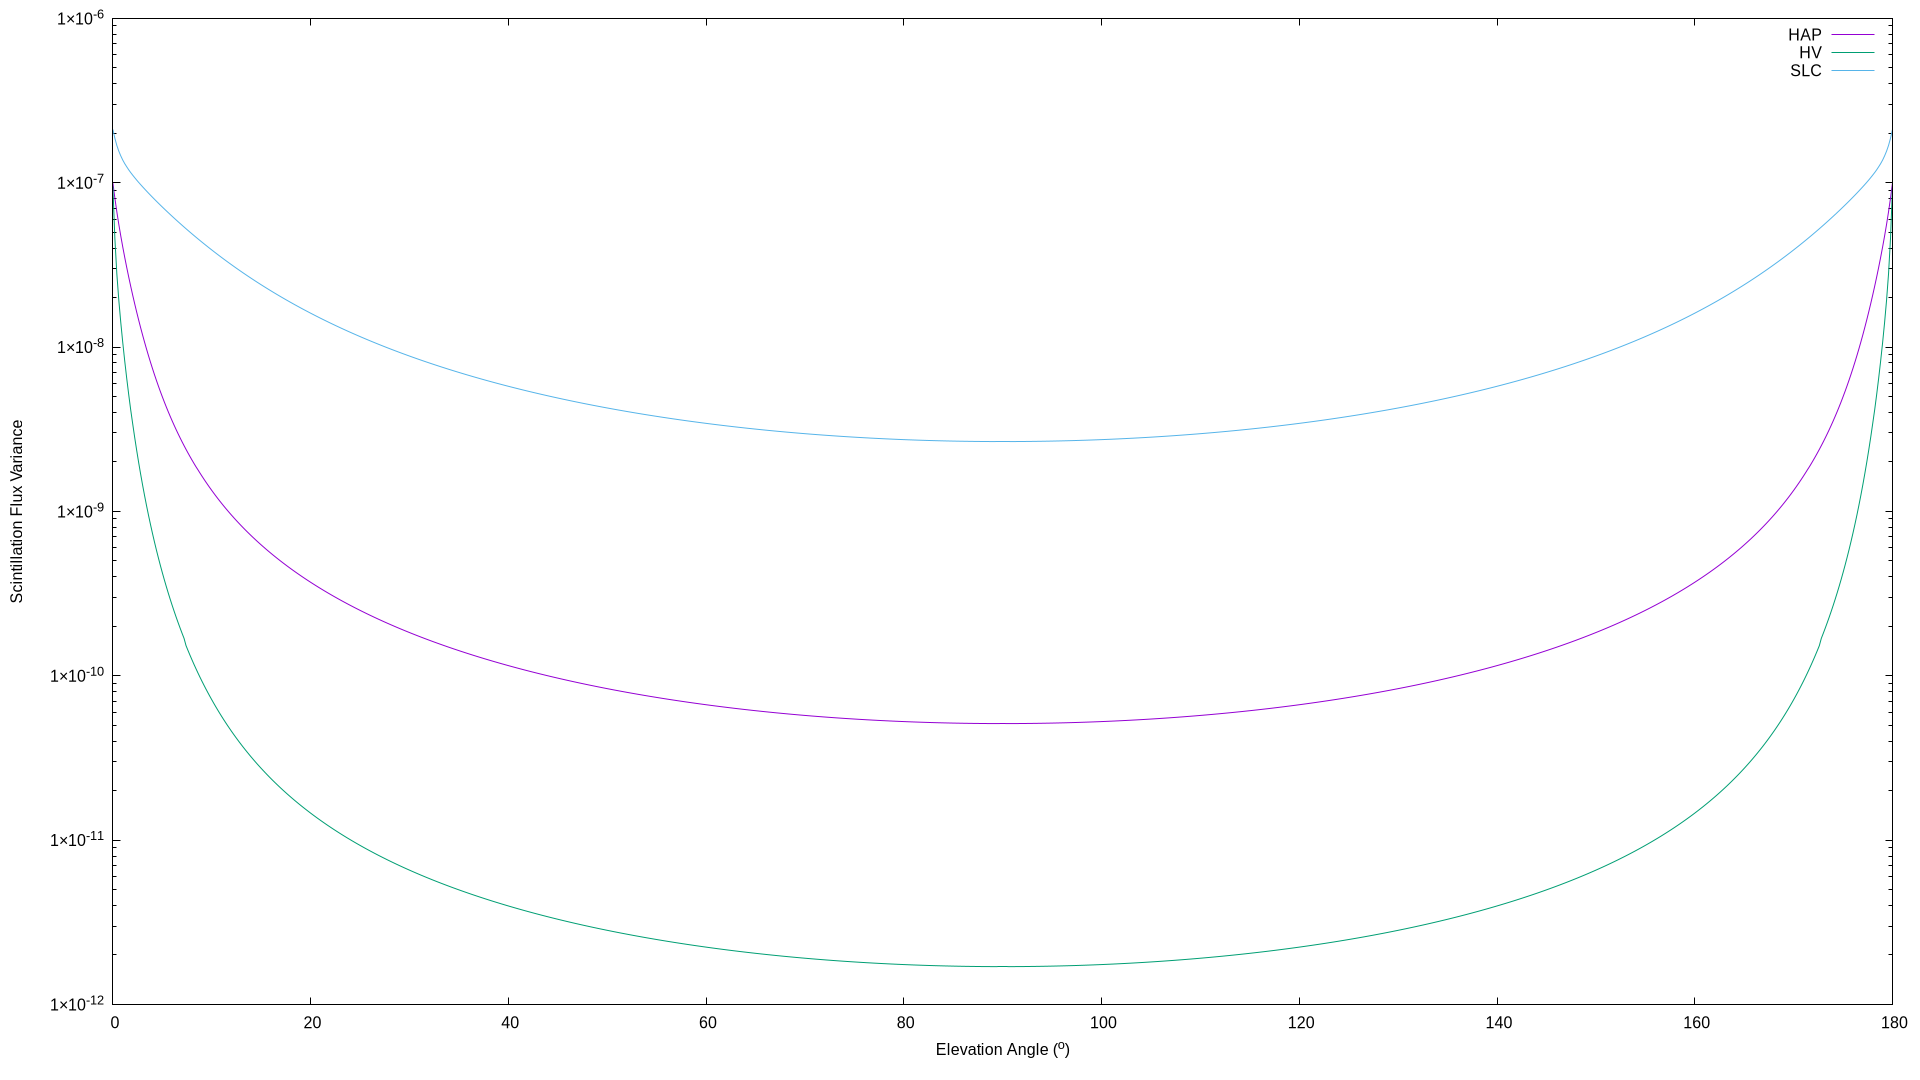 1×10⁻⁶
1×10⁻⁷
1×10⁻⁸
1×10⁻⁹
1×10⁻¹⁰
1×10⁻¹¹
1×10⁻¹²
Scintillation Flux Variance
HAP
HV
SLC
0 20 40 60 80 100 120 140 160 180
Elevation Angle (º)